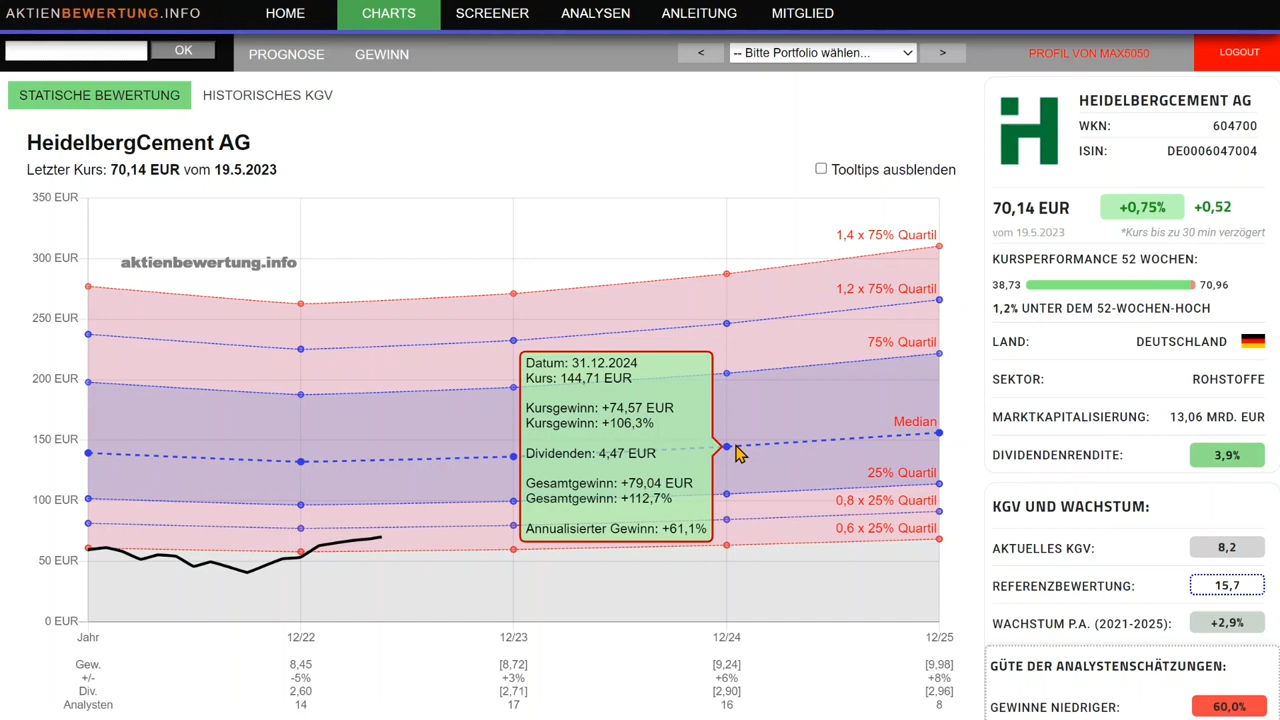 AKTIENBEWERTUNG.INFO HOME CHARTS SCREENER ANALYSEN ANLEITUNG MITGLIED
OK PROGNOSE GEWINN < -- Bitte Portfolio wählen... > PROFIL VON MAX5050 LOGOUT
STATISCHE BEWERTUNG HISTORISCHES KGV
HeidelbergCement AG
Letzter Kurs: 70,14 EUR vom 19.5.2023
Tooltips ausblenden
350 EUR
300 EUR
250 EUR
200 EUR
150 EUR
100 EUR
50 EUR
0 EUR
aktienbewertung.info
1,4 x 75% Quartil
1,2 x 75% Quartil
75% Quartil
Median
25% Quartil
0,8 x 25% Quartil
0,6 x 25% Quartil
Datum: 31.12.2024
Kurs: 144,71 EUR
Kursgewinn: +74,57 EUR
Kursgewinn: +106,3%
Dividenden: 4,47 EUR
Gesamtgewinn: +79,04 EUR
Gesamtgewinn: +112,7%
Annualisierter Gewinn: +61,1%
Jahr 12/22 12/23 12/24 12/25
Gew. 8,45 [8,72] [9,24] [9,98]
+/- -5% +3% +6% +8%
Div. 2,60 [2,71] [2,90] [2,96]
Analysten 14 17 16 8
HEIDELBERGCEMENT AG
WKN: 604700
ISIN: DE0006047004
70,14 EUR +0,75% +0,52
vom 19.5.2023 *Kurs bis zu 30 min verzögert
KURSPERFORMANCE 52 WOCHEN:
38,73 70,96
1,2% UNTER DEM 52-WOCHEN-HOCH
LAND: DEUTSCHLAND
SEKTOR: ROHSTOFFE
MARKTKAPITALISIERUNG: 13,06 MRD. EUR
DIVIDENDENRENDITE: 3,9%
KGV UND WACHSTUM:
AKTUELLES KGV: 8,2
REFERENZBEWERTUNG: 15,7
WACHSTUM P.A. (2021-2025): +2,9%
GÜTE DER ANALYSTENSCHÄTZUNGEN:
GEWINNE NIEDRIGER: 60,0%